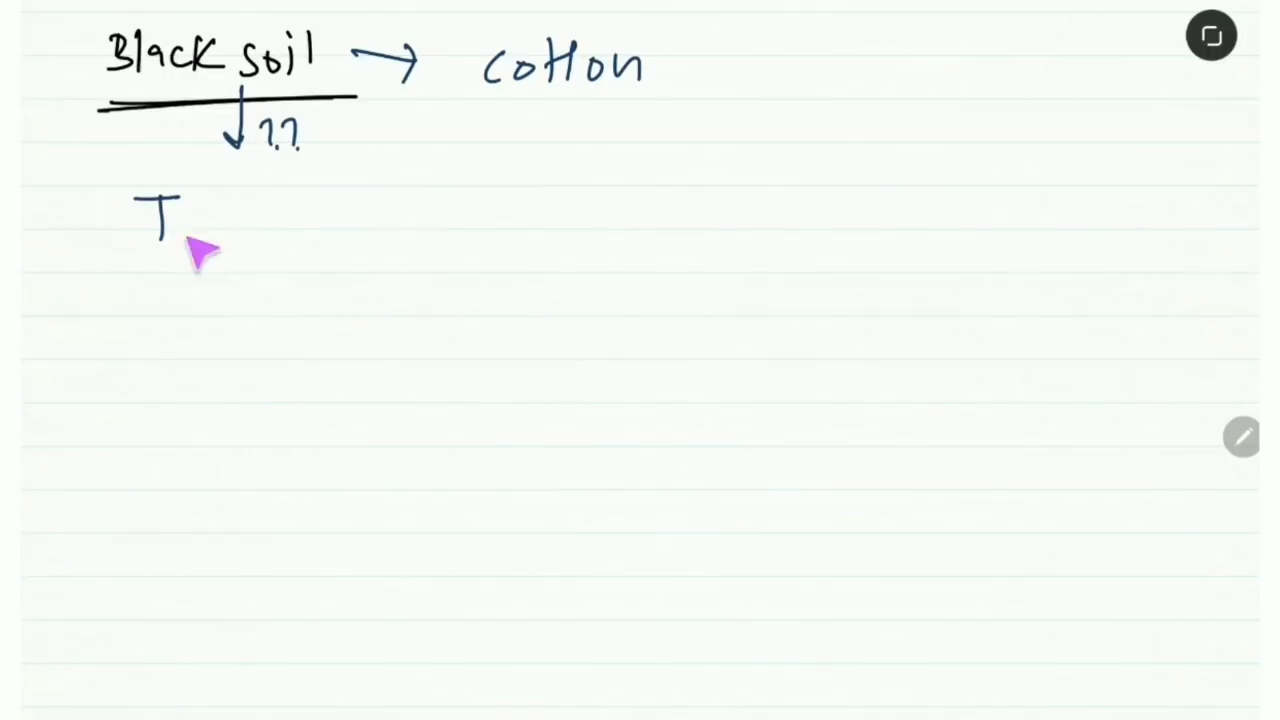 Black soil → cotton
↓ ??
T